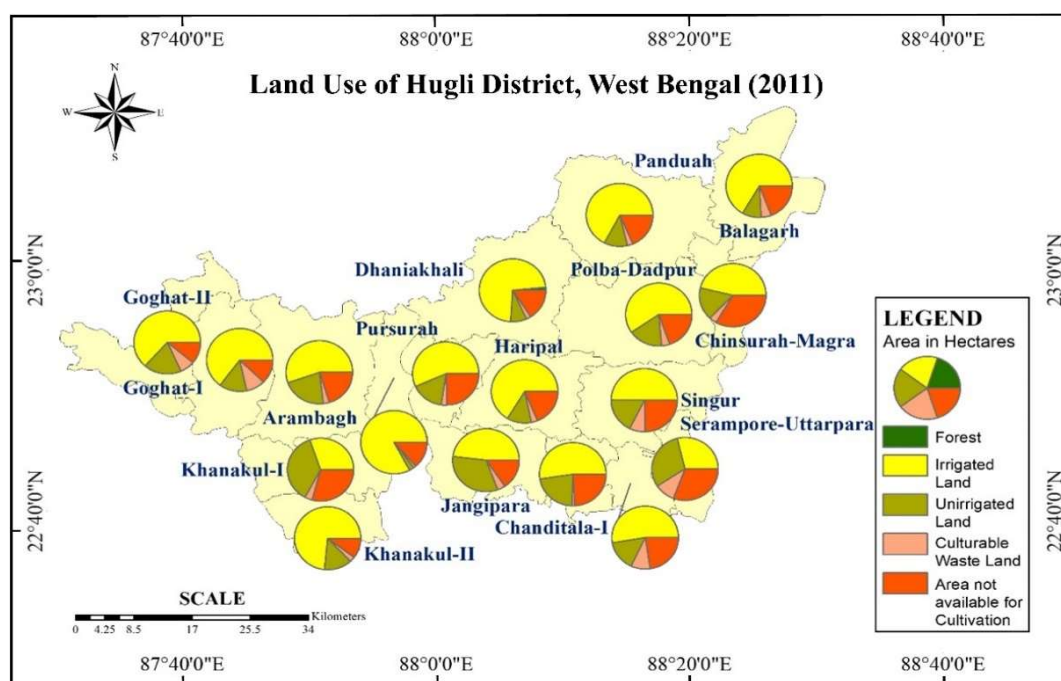 87°40'0"E
88°0'0"E
88°20'0"E
88°40'0"E
Land Use of Hugli District, West Bengal (2011)
N
W
E
S
Panduah
Balagarh
23°0'0"N
23°0'0"N
Dhaniakhali
Polba-Dadpur
Goghat-II
Pursurah
Haripal
Chinsurah-Magra
Goghat-I
Arambagh
Singur
Serampore-Uttarpara
Khanakul-I
Jangipara
Chanditala-I
Khanakul-II
22°40'0"N
22°40'0"N
LEGEND
Area in Hectares
Forest
Irrigated
Land
Unirrigated
Land
Culturable
Waste Land
Area not
available for
Cultivation
SCALE
Kilometers
0 4.25 8.5 17 25.5 34
87°40'0"E
88°0'0"E
88°20'0"E
88°40'0"E